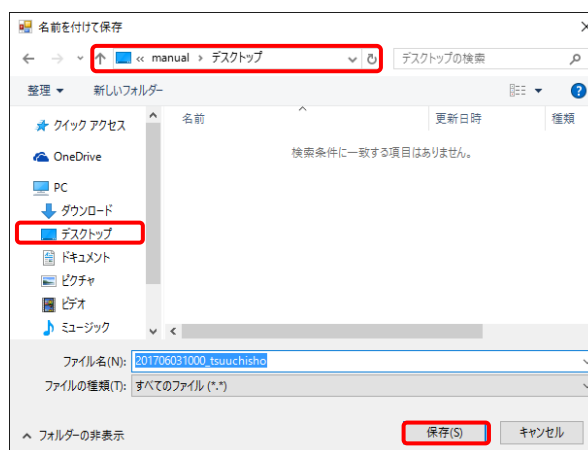 名前を付けて保存
« manual › デスクトップ
デスクトップの検索
整理 新しいフォルダー
名前 更新日時 種類
検索条件に一致する項目はありません。
クイック アクセス
OneDrive
PC
ダウンロード
デスクトップ
ドキュメント
ピクチャ
ビデオ
ミュージック
ファイル名(N): 201706031000_tsuuchisho
ファイルの種類(T): すべてのファイル (*.*)
フォルダーの非表示 保存(S) キャンセル